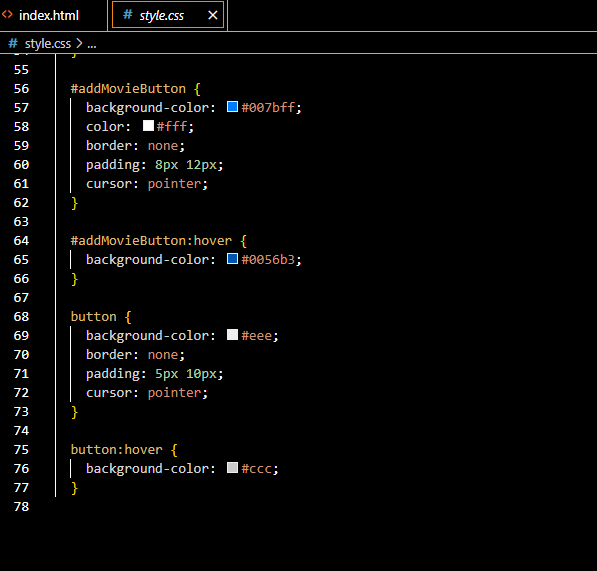 index.html
# style.css ×
# style.css > ...
55
56 #addMovieButton {
57 background-color: #007bff;
58 color: #fff;
59 border: none;
60 padding: 8px 12px;
61 cursor: pointer;
62 }
63
64 #addMovieButton:hover {
65 background-color: #0056b3;
66 }
67
68 button {
69 background-color: #eee;
70 border: none;
71 padding: 5px 10px;
72 cursor: pointer;
73 }
74
75 button:hover {
76 background-color: #ccc;
77 }
78